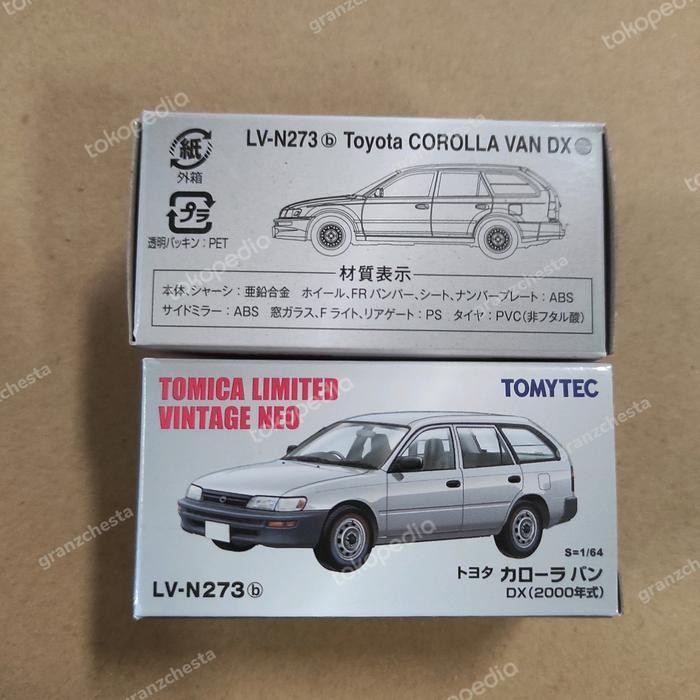 LV-N273ⓑ Toyota COROLLA VAN DX
紙
外箱
プラ
透明パッキン：PET
材質表示
本体、シャーシ：亜鉛合金　ホイール、FRバンパー、シート、ナンバープレート：ABS
サイドミラー：ABS　窓ガラス、Fライト、リアゲート：PS　タイヤ：PVC（非フタル酸）
TOMICA LIMITED
VINTAGE NEO
TOMYTEC
S=1/64
トヨタ カローラ バン
DX（2000年式）
LV-N273ⓑ
tokopedia
granzchesta